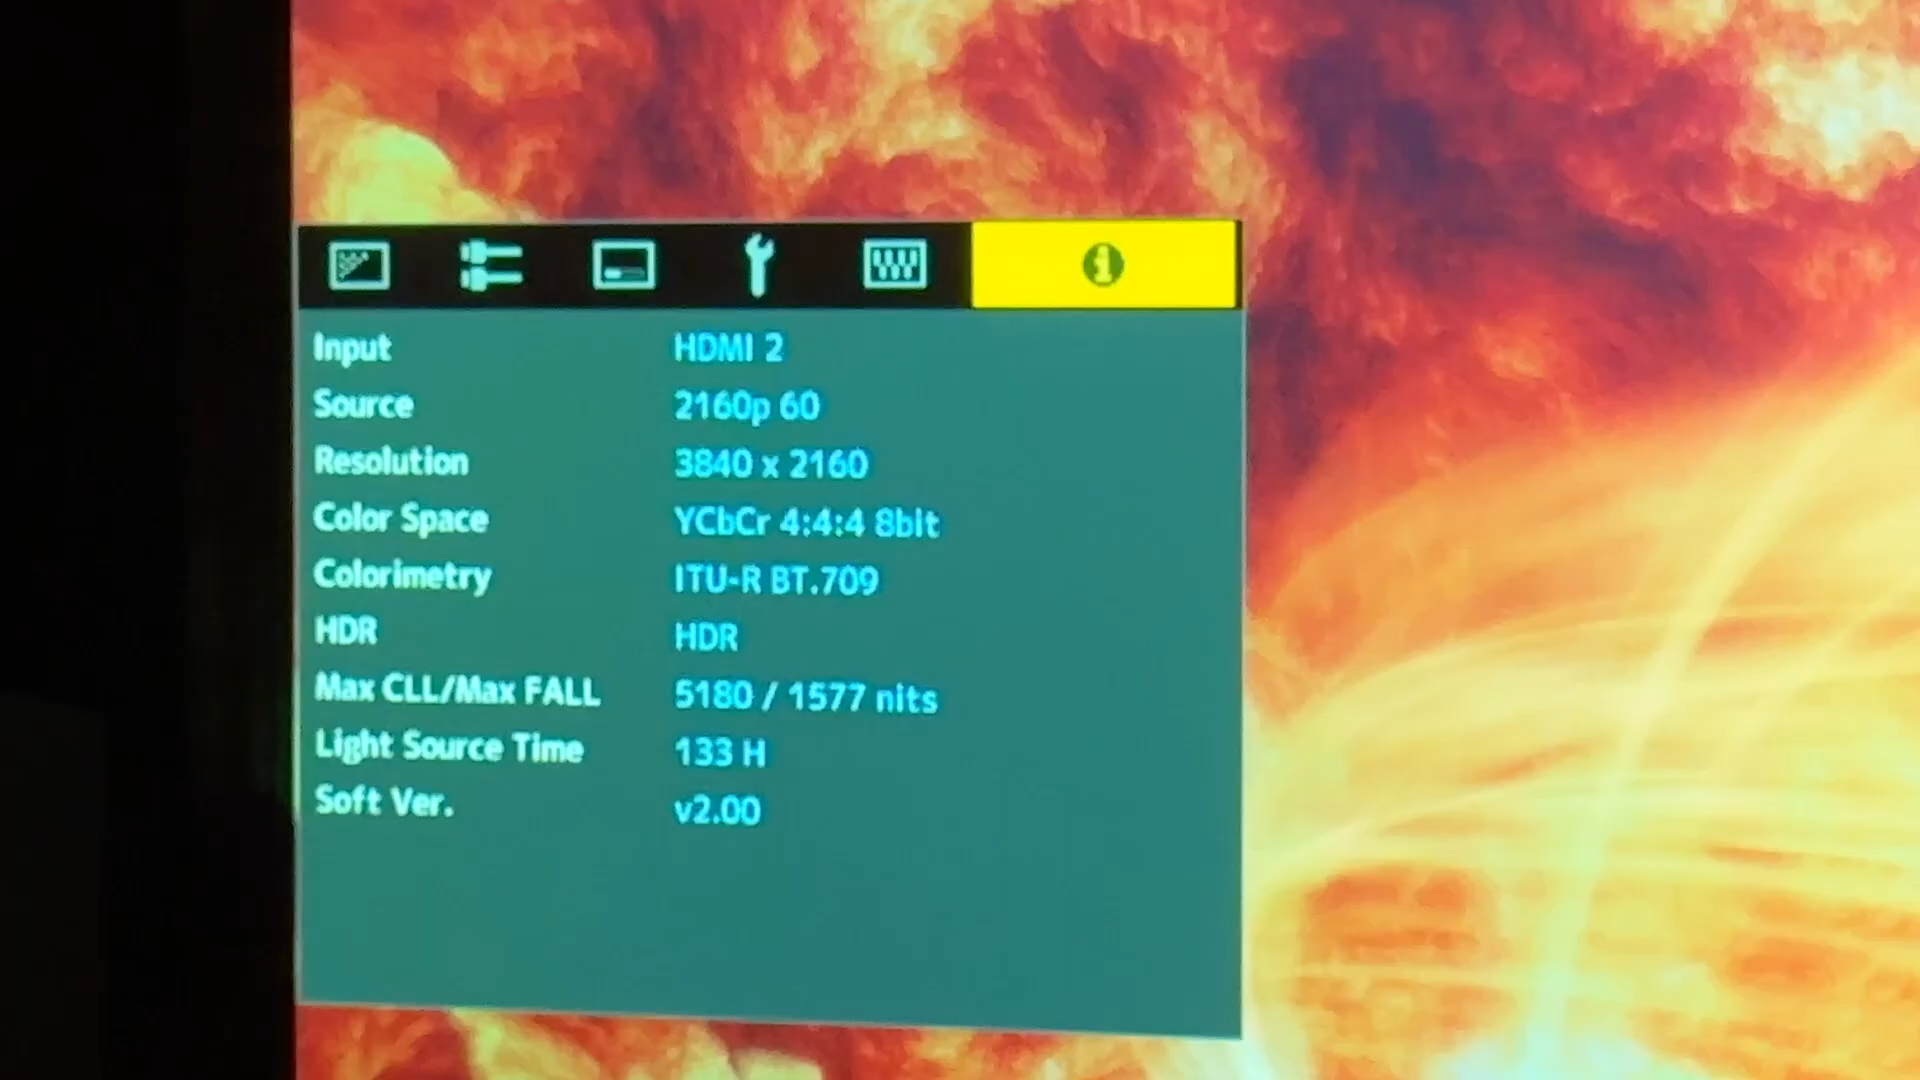 Input HDMI 2
Source 2160p 60
Resolution 3840 x 2160
Color Space YCbCr 4:4:4 8bit
Colorimetry ITU-R BT.709
HDR HDR
Max CLL/Max FALL 5180 / 1577 nits
Light Source Time 133 H
Soft Ver. v2.00